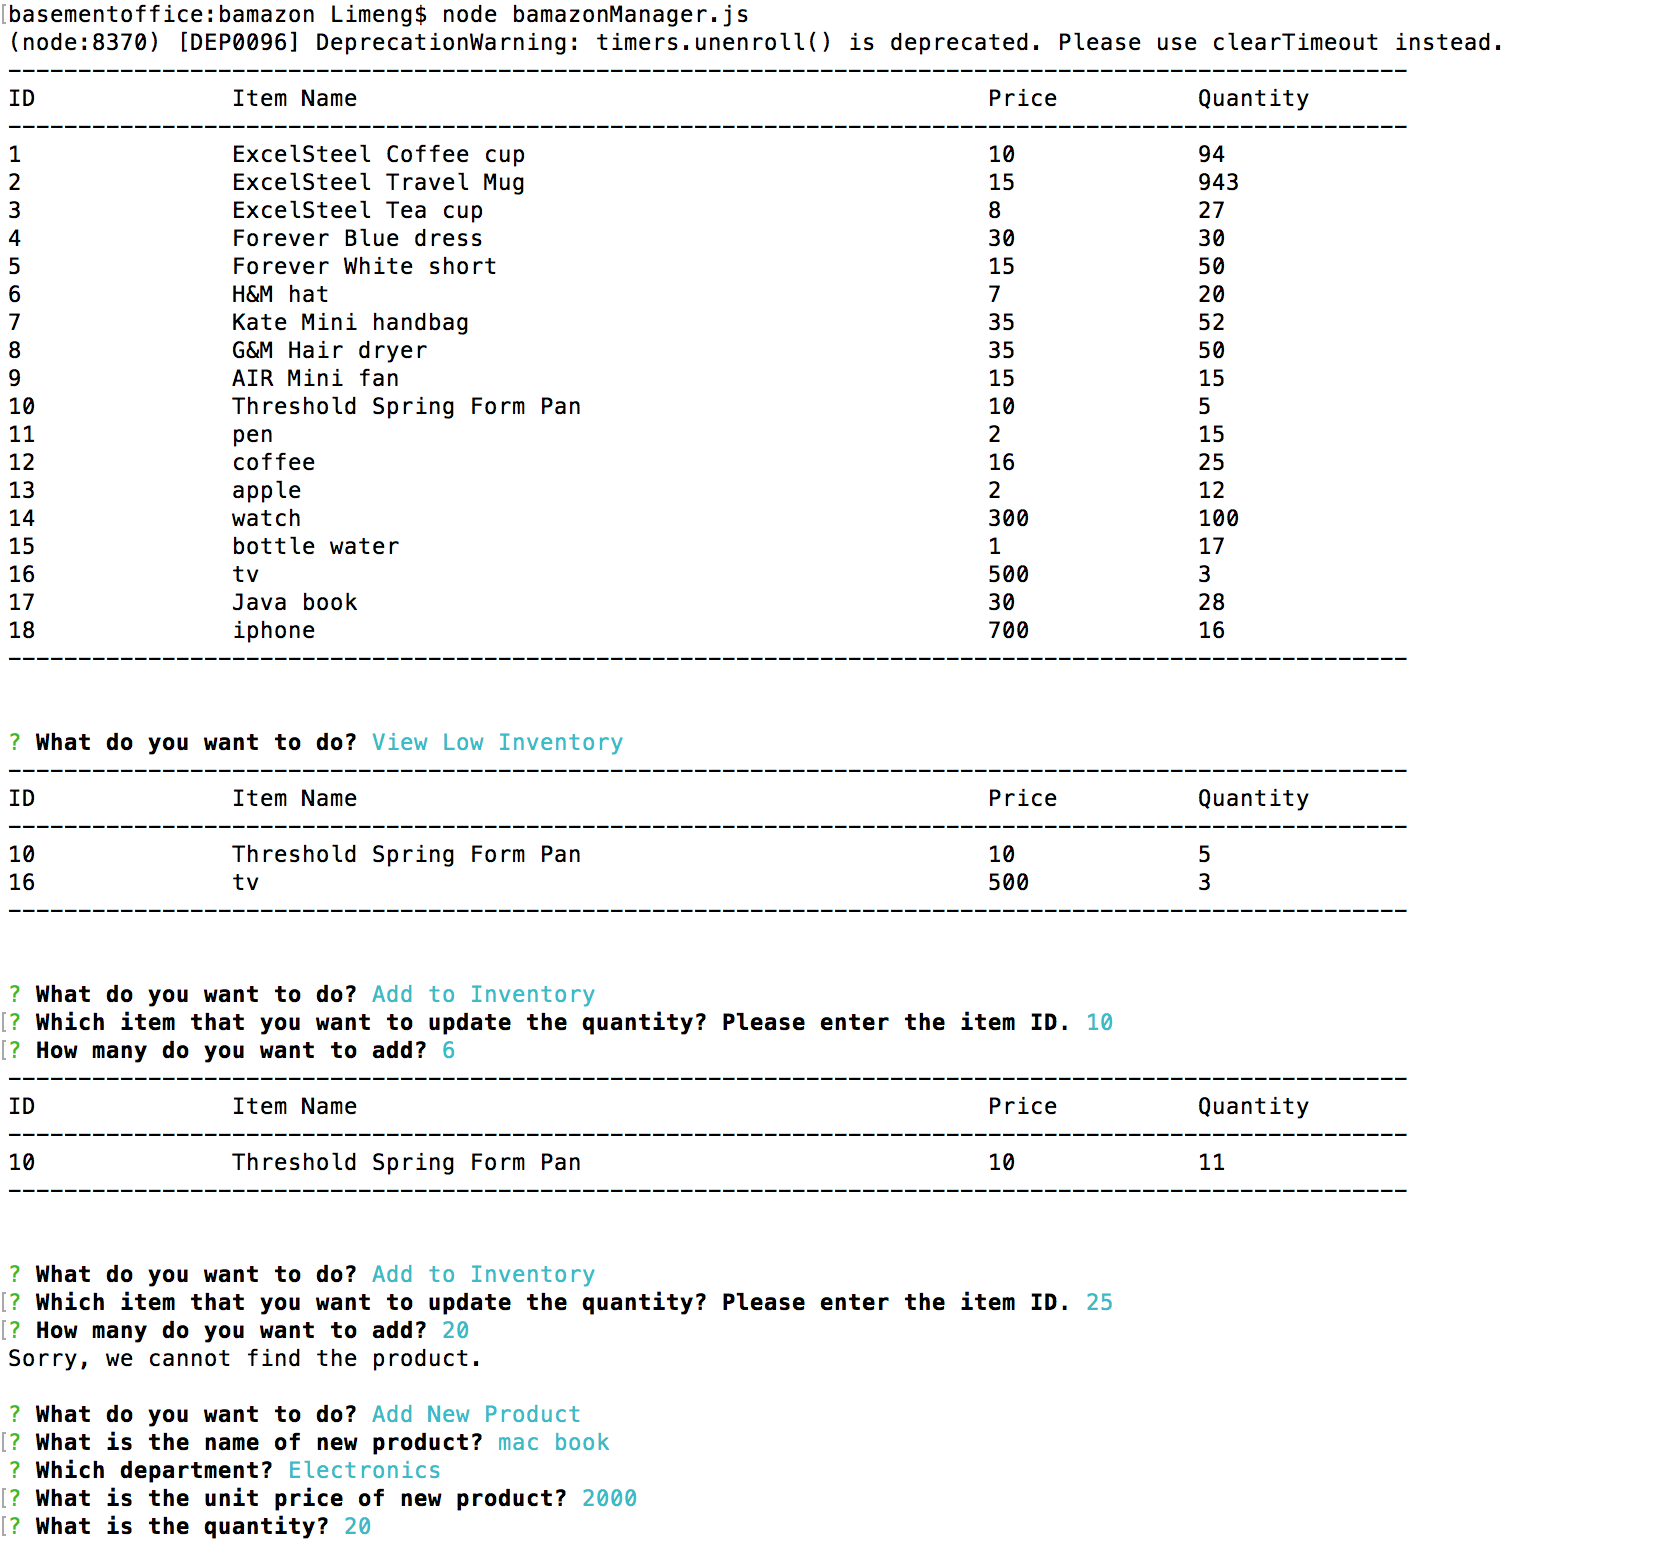 [basementoffice:bamazon Limeng$ node bamazonManager.js
(node:8370) [DEP0096] DeprecationWarning: timers.unenroll() is deprecated. Please use clearTimeout instead.
----------------------------------------------------------------------------------------------------
ID Item Name Price Quantity
----------------------------------------------------------------------------------------------------
1 ExcelSteel Coffee cup 10 94
2 ExcelSteel Travel Mug 15 943
3 ExcelSteel Tea cup 8 27
4 Forever Blue dress 30 30
5 Forever White short 15 50
6 H&M hat 7 20
7 Kate Mini handbag 35 52
8 G&M Hair dryer 35 50
9 AIR Mini fan 15 15
10 Threshold Spring Form Pan 10 5
11 pen 2 15
12 coffee 16 25
13 apple 2 12
14 watch 300 100
15 bottle water 1 17
16 tv 500 3
17 Java book 30 28
18 iphone 700 16
----------------------------------------------------------------------------------------------------
? What do you want to do? View Low Inventory
----------------------------------------------------------------------------------------------------
ID Item Name Price Quantity
----------------------------------------------------------------------------------------------------
10 Threshold Spring Form Pan 10 5
16 tv 500 3
----------------------------------------------------------------------------------------------------
? What do you want to do? Add to Inventory
[? Which item that you want to update the quantity? Please enter the item ID. 10
[? How many do you want to add? 6
----------------------------------------------------------------------------------------------------
ID Item Name Price Quantity
----------------------------------------------------------------------------------------------------
10 Threshold Spring Form Pan 10 11
----------------------------------------------------------------------------------------------------
? What do you want to do? Add to Inventory
[? Which item that you want to update the quantity? Please enter the item ID. 25
[? How many do you want to add? 20
Sorry, we cannot find the product.
? What do you want to do? Add New Product
[? What is the name of new product? mac book
? Which department? Electronics
[? What is the unit price of new product? 2000
[? What is the quantity? 20